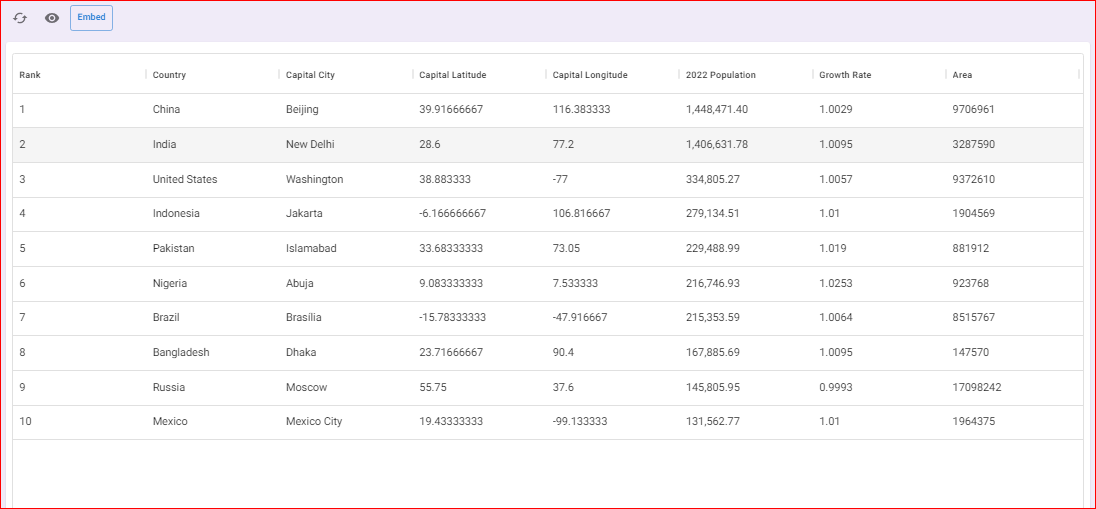 Embed
Rank Country Capital City Capital Latitude Capital Longitude 2022 Population Growth Rate Area
1 China Beijing 39.91666667 116.383333 1,448,471.40 1.0029 9706961
2 India New Delhi 28.6 77.2 1,406,631.78 1.0095 3287590
3 United States Washington 38.883333 -77 334,805.27 1.0057 9372610
4 Indonesia Jakarta -6.166666667 106.816667 279,134.51 1.01 1904569
5 Pakistan Islamabad 33.68333333 73.05 229,488.99 1.019 881912
6 Nigeria Abuja 9.083333333 7.533333 216,746.93 1.0253 923768
7 Brazil Brasilia -15.78333333 -47.916667 215,353.59 1.0064 8515767
8 Bangladesh Dhaka 23.71666667 90.4 167,885.69 1.0095 147570
9 Russia Moscow 55.75 37.6 145,805.95 0.9993 17098242
10 Mexico Mexico City 19.43333333 -99.133333 131,562.77 1.01 1964375